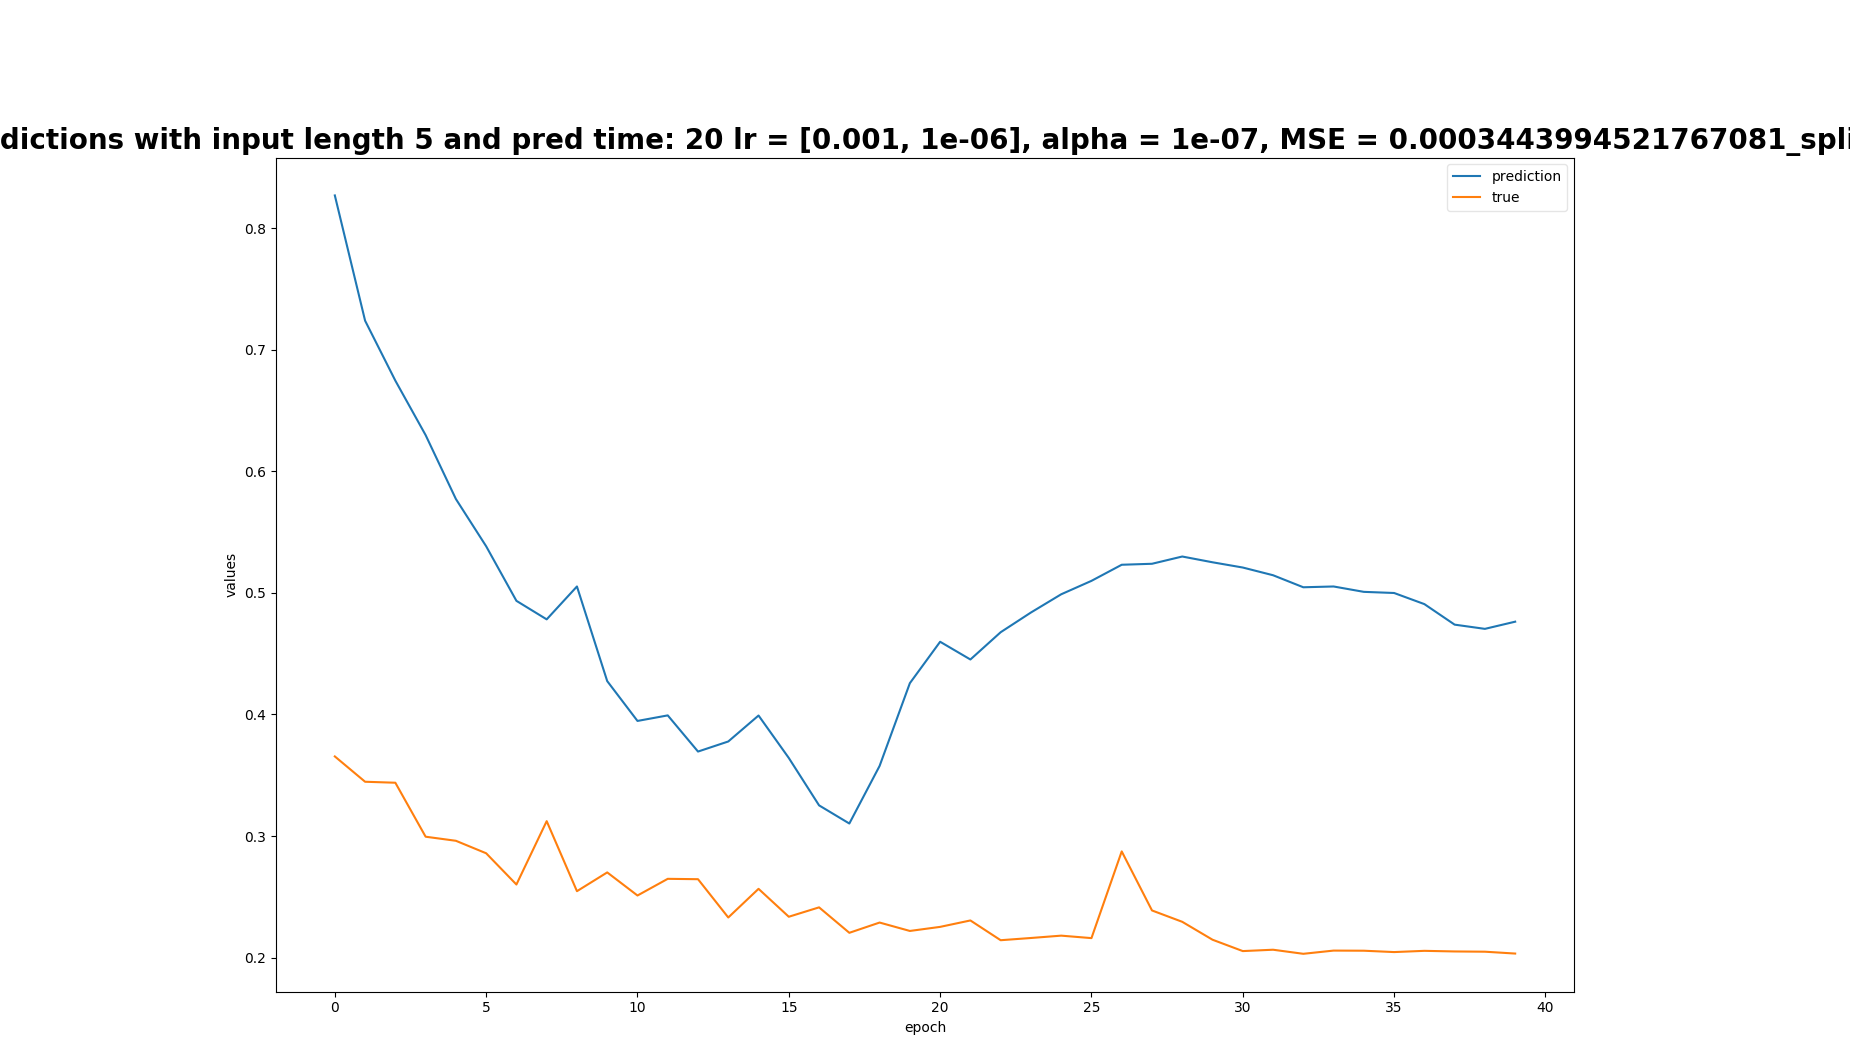 dictions with input length 5 and pred time: 20 lr = [0.001, 1e-06], alpha = 1e-07, MSE = 0.0003443994521767081_spli
prediction
true
0.8
0.7
0.6
0.5
0.4
0.3
0.2
values
0 5 10 15 20 25 30 35 40
epoch